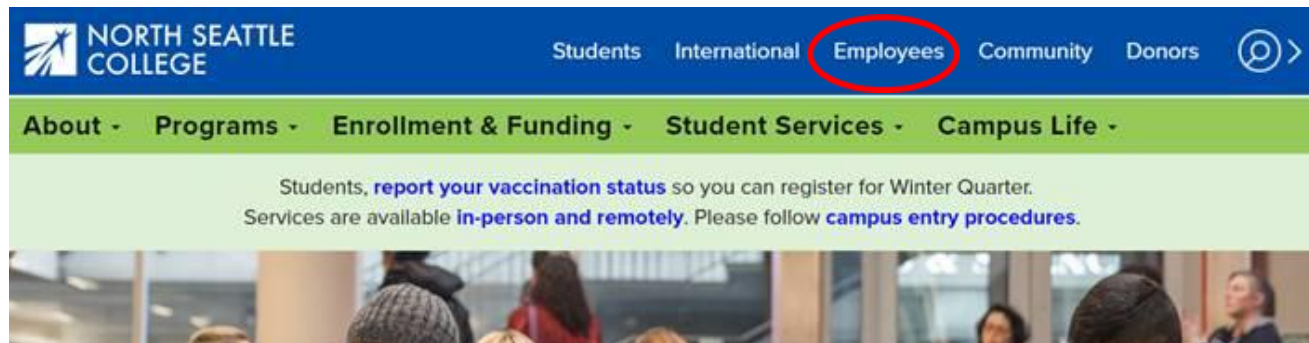 NORTH SEATTLE
COLLEGE
Students International Employees Community Donors
About Programs Enrollment & Funding Student Services Campus Life
Students, report your vaccination status so you can register for Winter Quarter.
Services are available in-person and remotely. Please follow campus entry procedures.